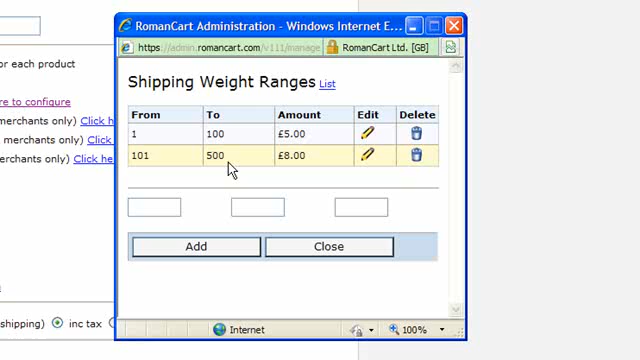 RomanCart Administration - Windows Internet E...
https://admin.romancart.com/v111/manage
RomanCart Ltd. [GB]
or each product
Shipping Weight Ranges List
re to configure
From To Amount Edit Delete
merchants only) Click h
1 100 £5.00
merchants only) Click
101 500 £8.00
merchants only) Click he
Add Close
shipping) inc tax
Internet 100%